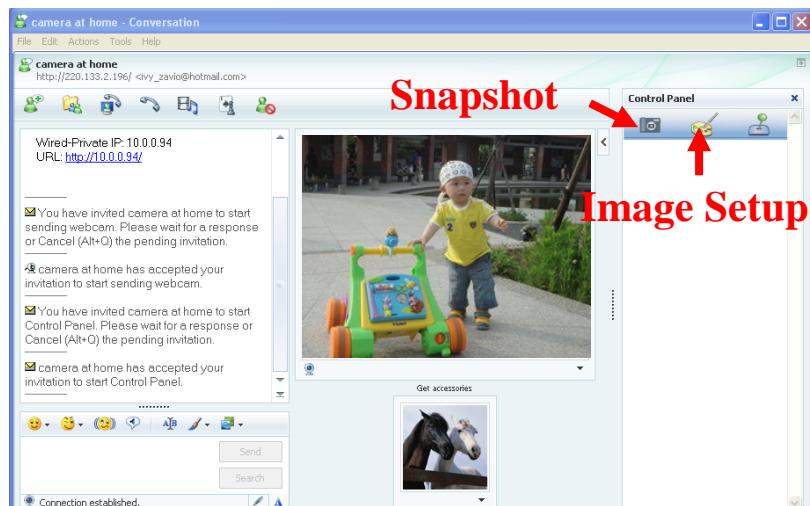 camera at home - Conversation
File Edit Actions Tools Help
camera at home
http://220.133.2.196/ <ivy_zavio@hotmail.com>
Snapshot
Control Panel
Image Setup
Wired-Private IP: 10.0.0.94
URL: http://10.0.0.94/
You have invited camera at home to start
sending webcam. Please wait for a response
or Cancel (Alt+Q) the pending invitation.
camera at home has accepted your
invitation to start sending webcam.
You have invited camera at home to start
Control Panel. Please wait for a response or
Cancel (Alt+Q) the pending invitation.
camera at home has accepted your
invitation to start Control Panel.
Get accessories
Send
Search
Connection established.